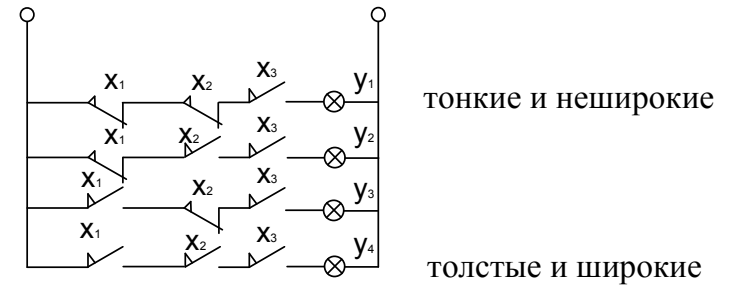 x₁ x₂ x₃ y₁ тонкие и неширокие
x₁ x₂ x₃ y₂
x₁ x₂ x₃ y₃
x₁ x₂ x₃ y₄ толстые и широкие